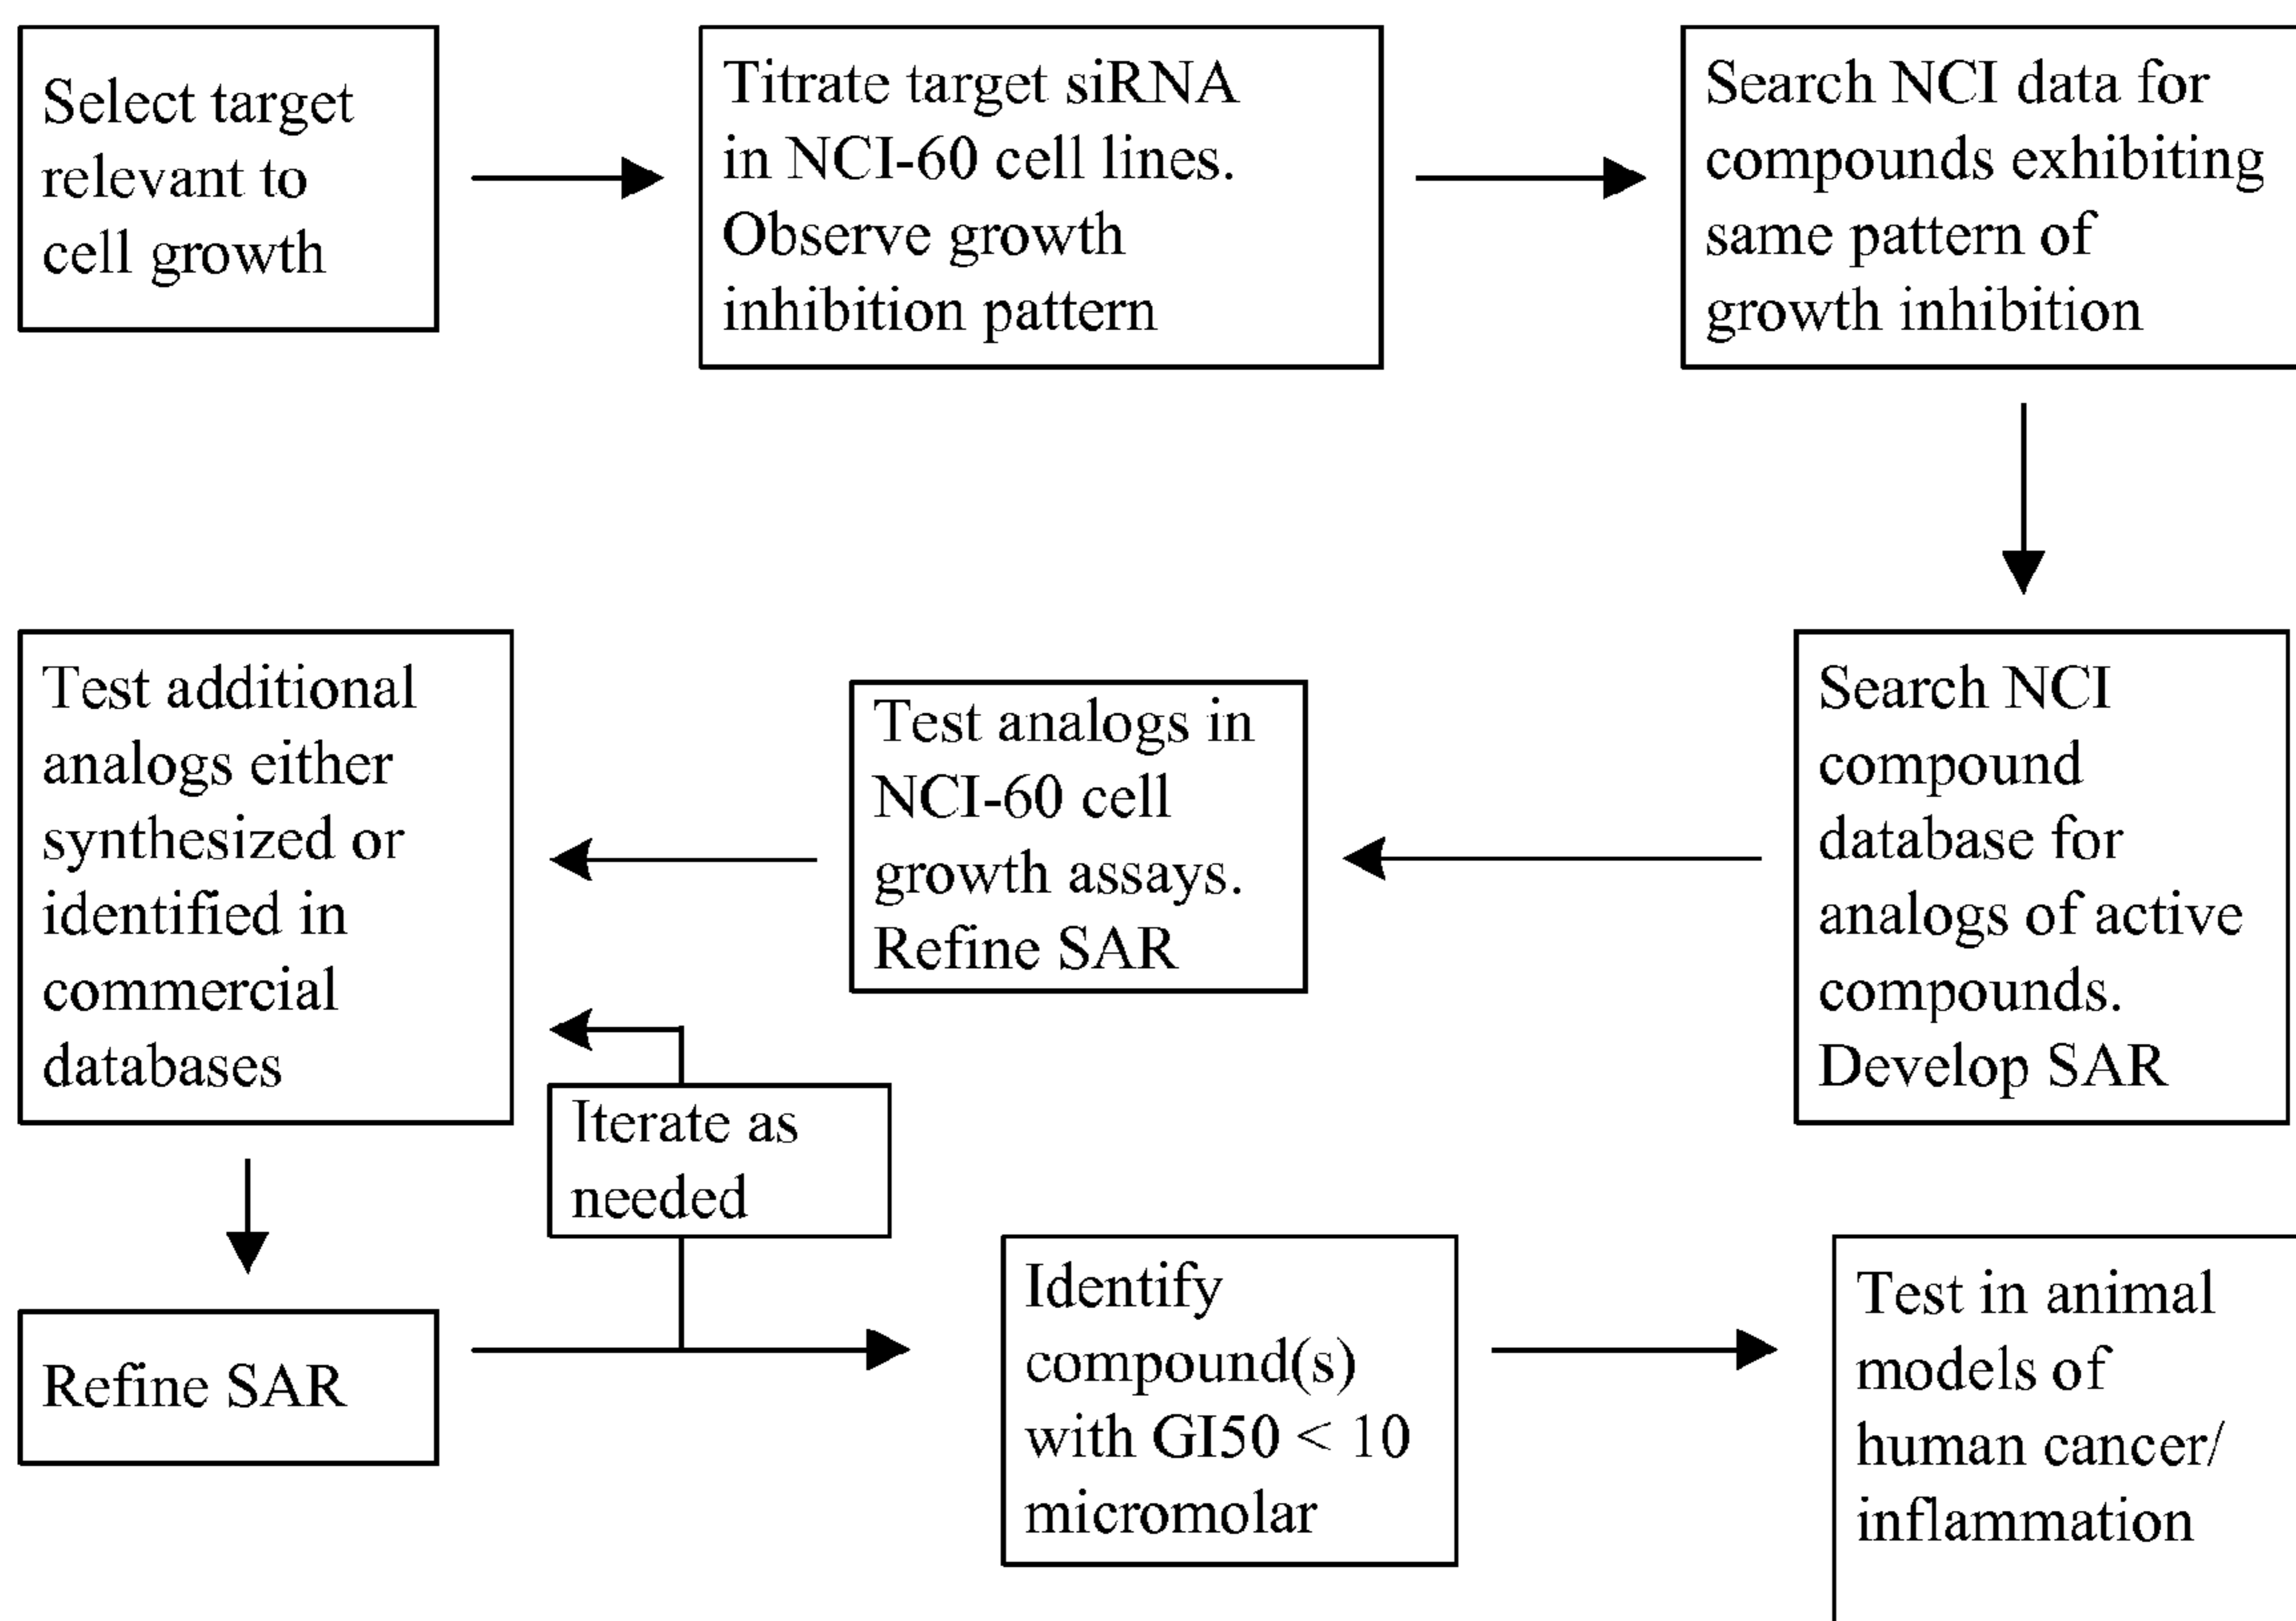 Select target
relevant to
cell growth
Titrate target siRNA
in NCI-60 cell lines.
Observe growth
inhibition pattern
Search NCI data for
compounds exhibiting
same pattern of
growth inhibition
Search NCI
compound
database for
analogs of active
compounds.
Develop SAR
Test analogs in
NCI-60 cell
growth assays.
Refine SAR
Test additional
analogs either
synthesized or
identified in
commercial
databases
Refine SAR
Iterate as
needed
Identify
compound(s)
with GI50 < 10
micromolar
Test in animal
models of
human cancer/
inflammation